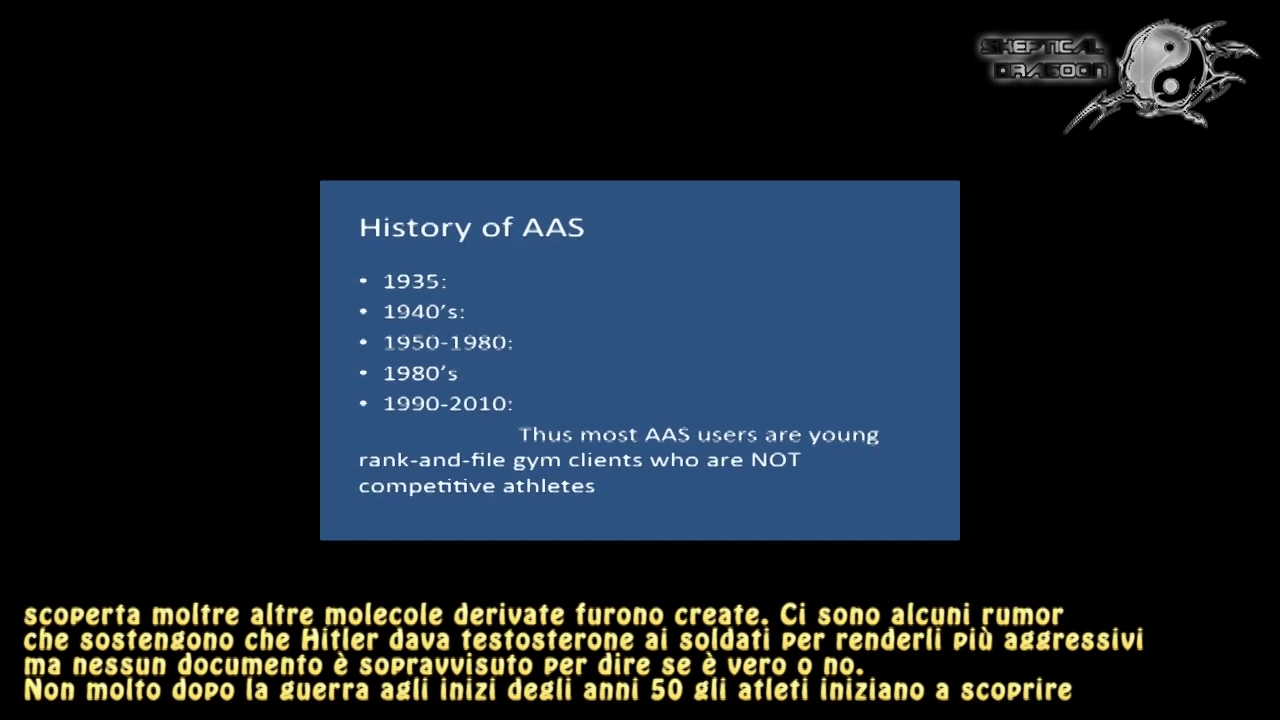 SKEPTICAL
DRAGOON
History of AAS
• 1935:
• 1940's:
• 1950-1980:
• 1980's
• 1990-2010:
Thus most AAS users are young
rank-and-file gym clients who are NOT
competitive athletes
scoperta moltre altre molecole derivate furono create. Ci sono alcuni rumor
che sostengono che Hitler dava testosterone ai soldati per renderli più aggressivi
ma nessun documento è sopravvisuto per dire se è vero o no.
Non molto dopo la guerra agli inizi degli anni 50 gli atleti iniziano a scoprire